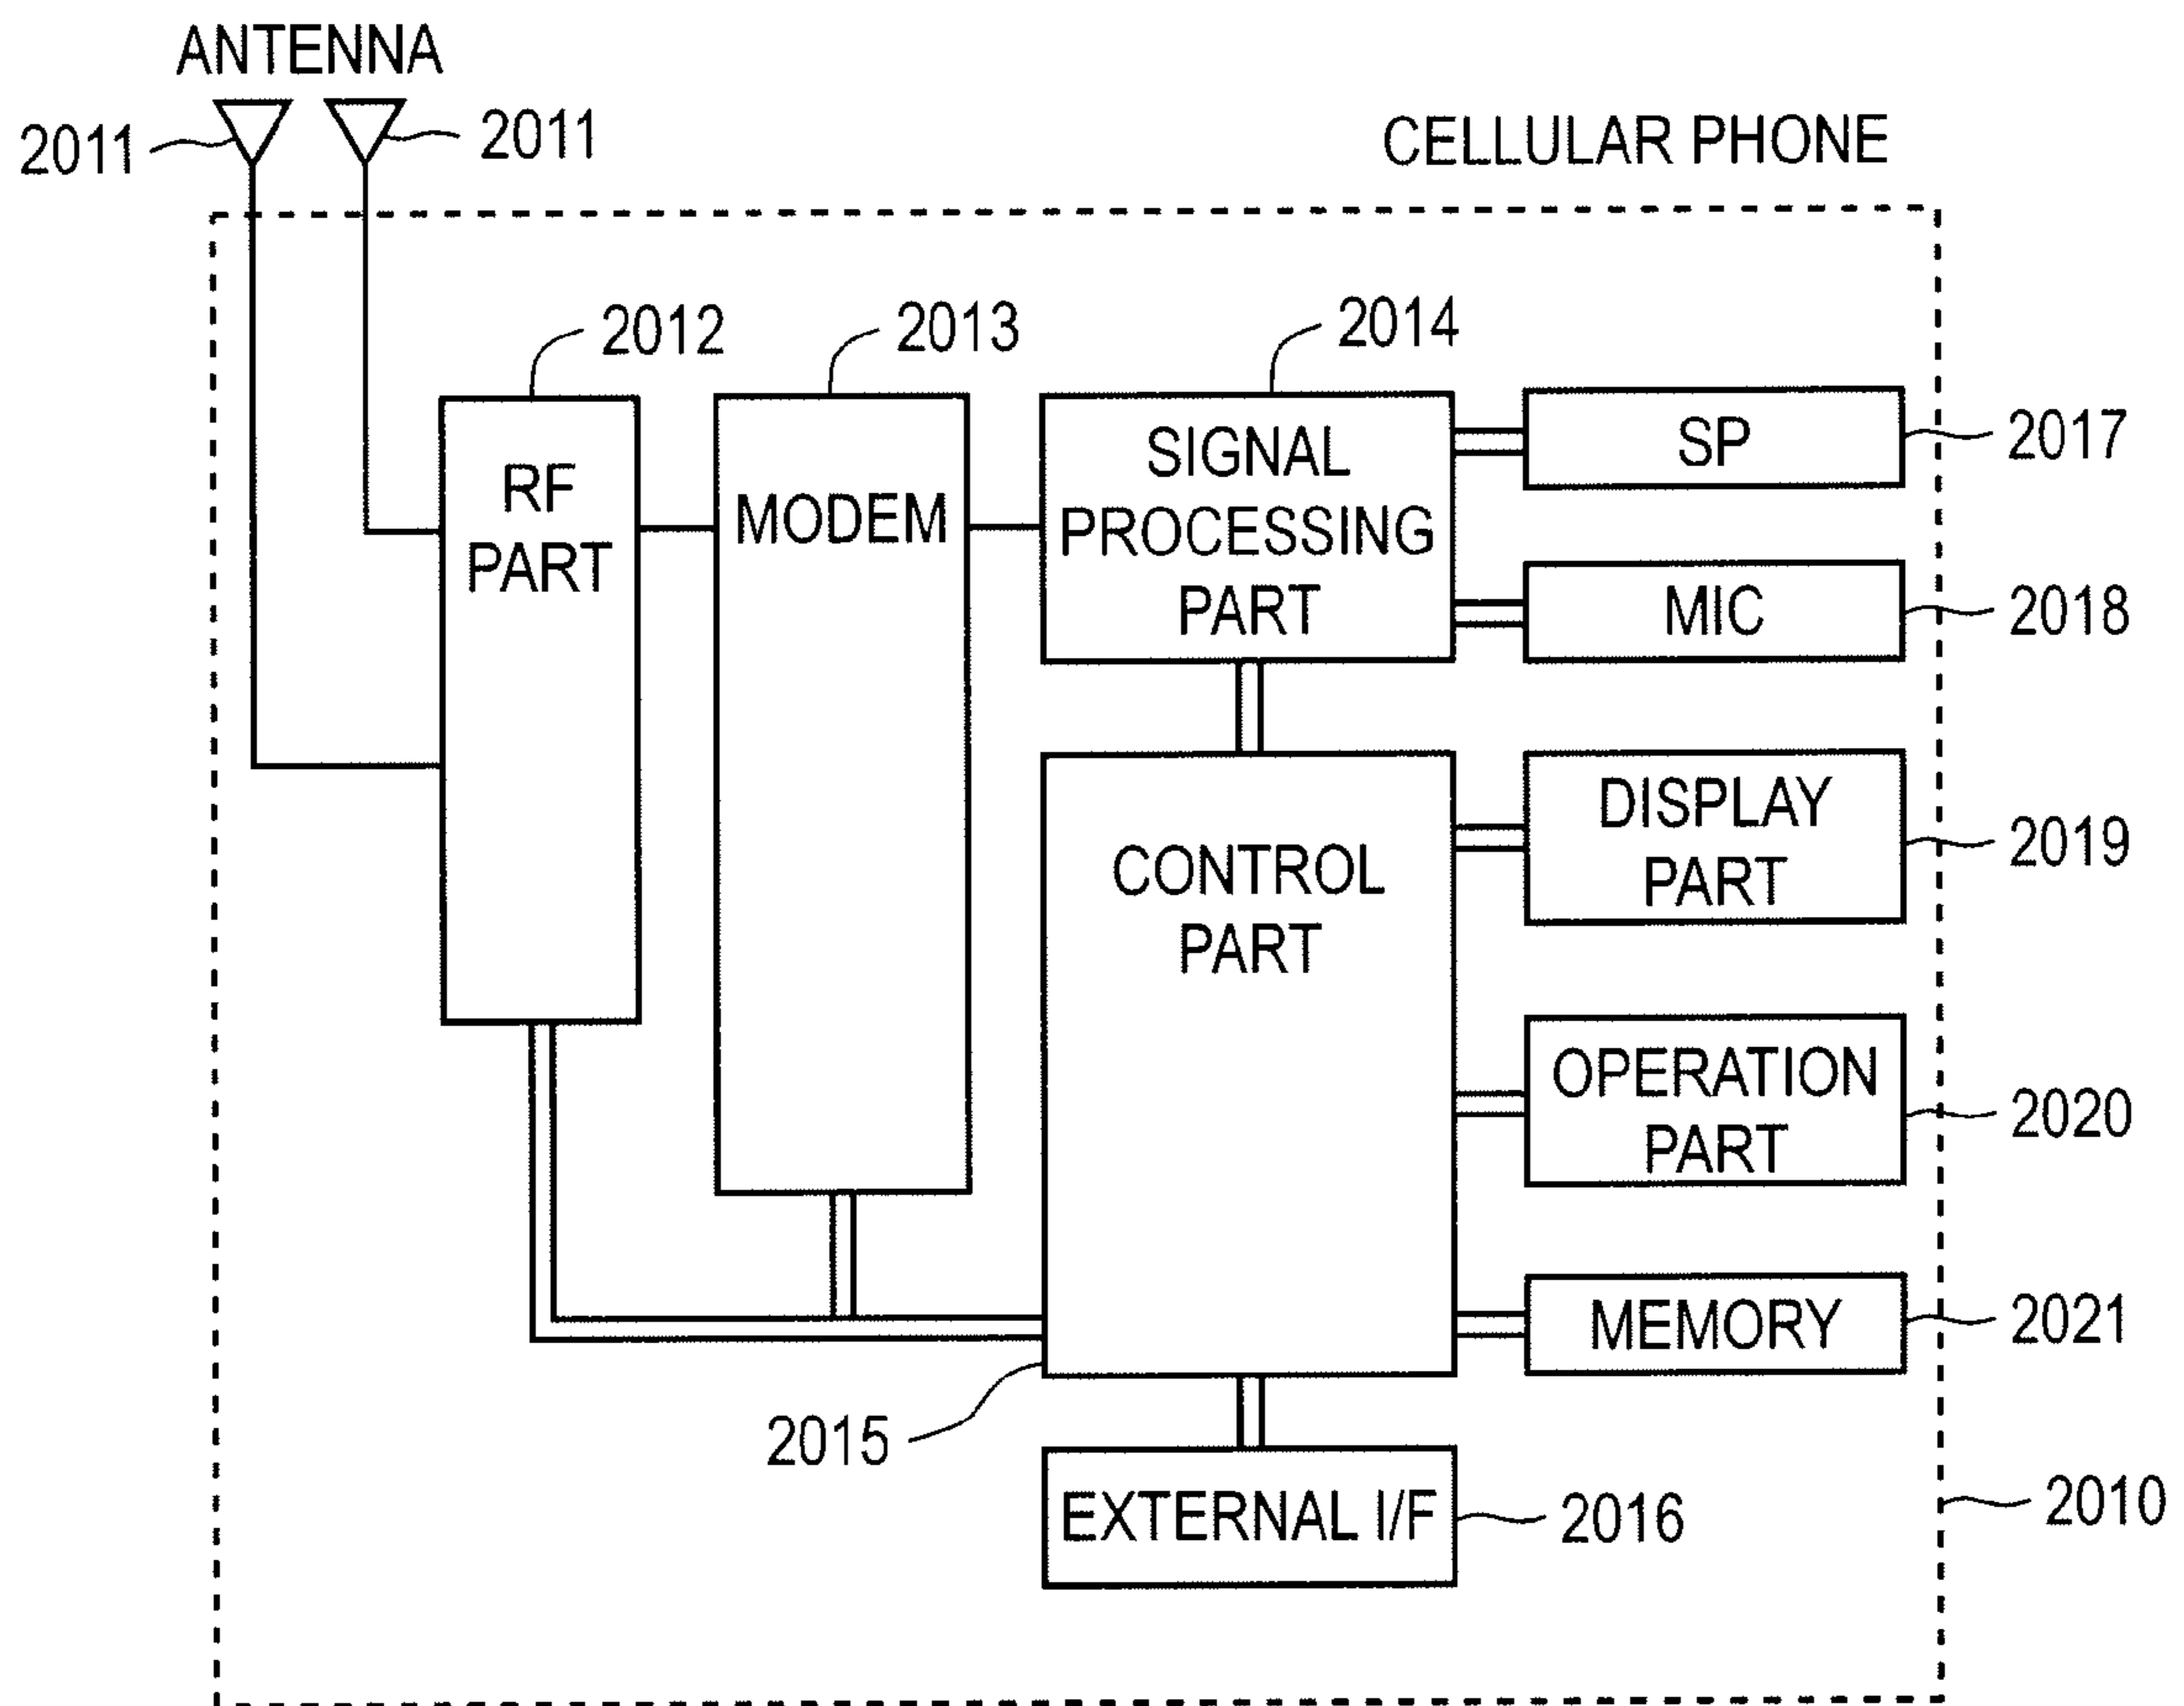 ANTENNA
2011
2011
CELLULAR PHONE
2012
2013
2014
RF
PART
MODEM
SIGNAL
PROCESSING
PART
SP
2017
MIC
2018
CONTROL
PART
DISPLAY
PART
2019
OPERATION
PART
2020
MEMORY
2021
2015
EXTERNAL I/F
2016
2010